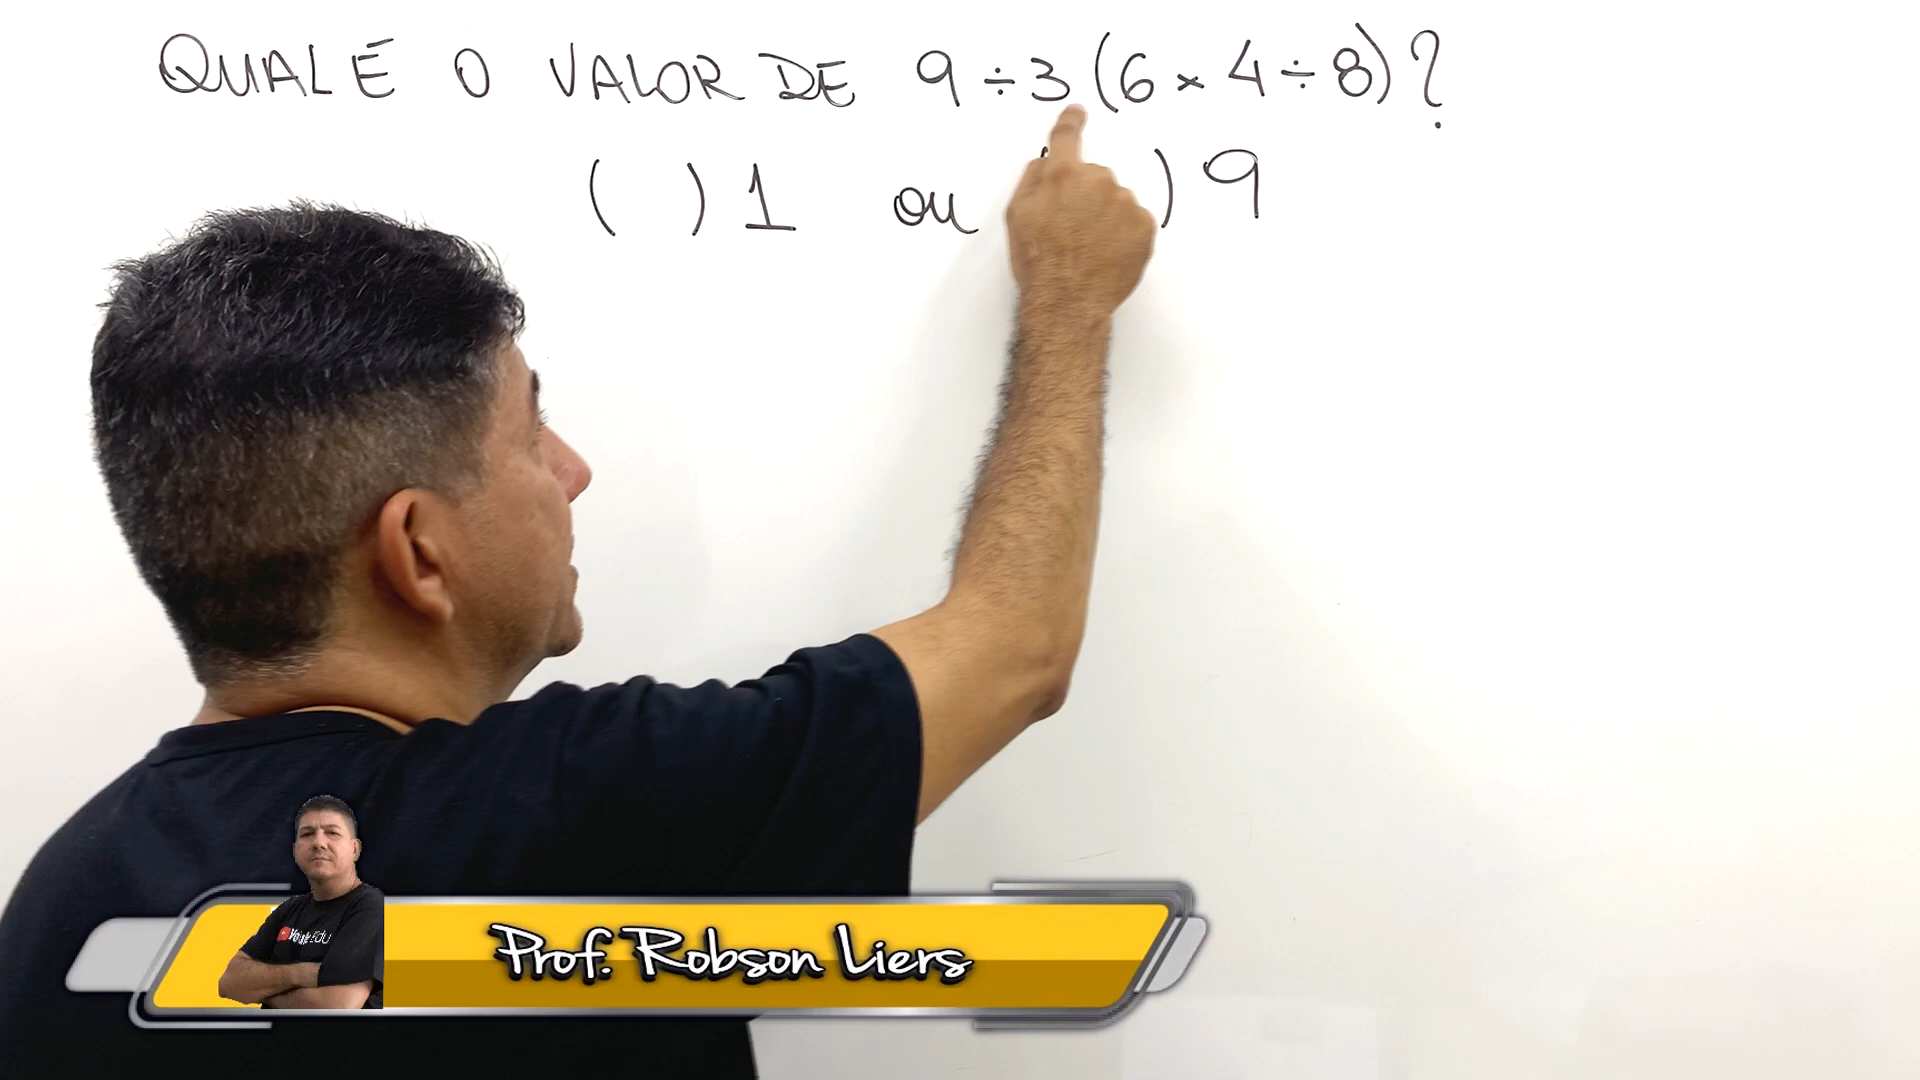 QUAL É O VALOR DE 9÷3(6×4÷8)?
( ) 1 ou ) 9
Prof. Robson Liers